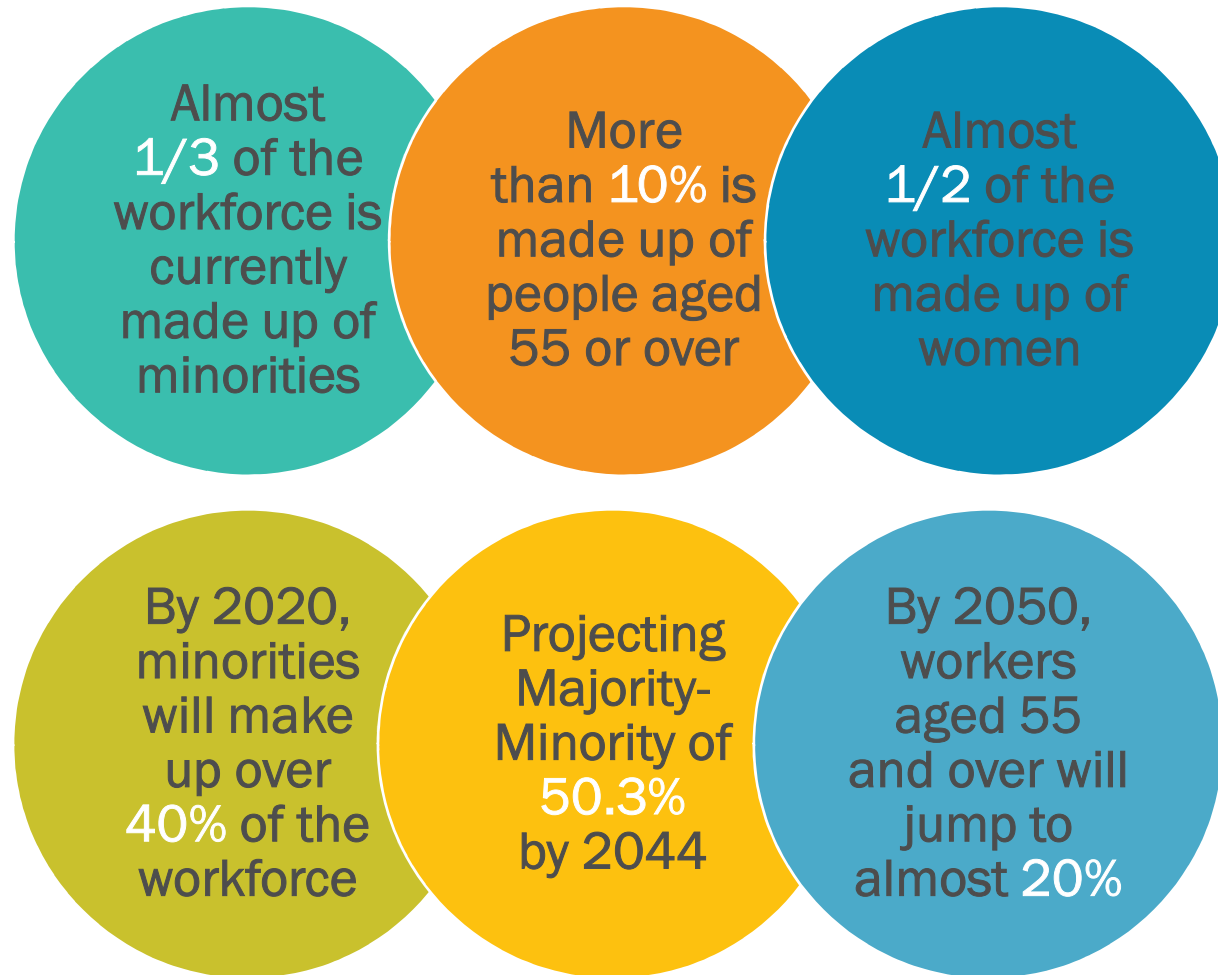 Almost
1/3 of the
workforce is
currently
made up of
minorities
More
than 10% is
made up of
people aged
55 or over
Almost
1/2 of the
workforce is
made up of
women
By 2020,
minorities
will make
up over
40% of the
workforce
Projecting
Majority-
Minority of
50.3%
by 2044
By 2050,
workers
aged 55
and over will
jump to
almost 20%